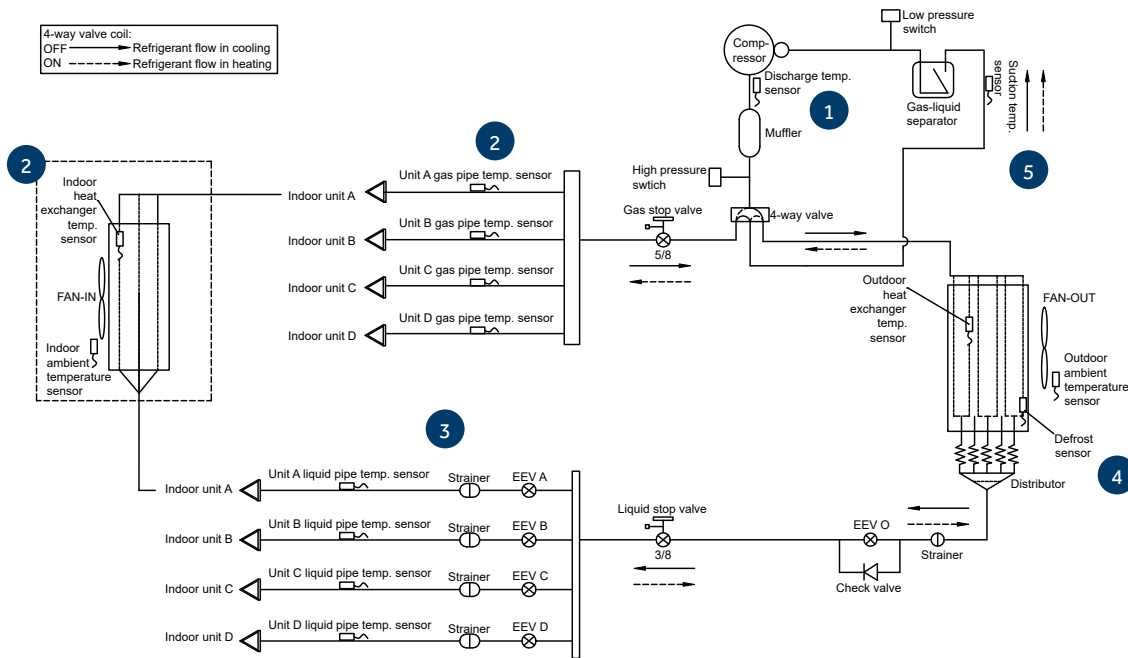 4-way valve coil:
OFF Refrigerant flow in cooling
ON Refrigerant flow in heating
Low pressure
switch
Comp-
ressor
Discharge temp.
sensor
1
Muffler
Gas-liquid
separator
Suction temp.
sensor
5
2
Indoor
heat
exchanger
temp.
sensor
FAN-IN
Indoor
ambient
temperature
sensor
2
Indoor unit A
Unit A gas pipe temp. sensor
Indoor unit B
Unit B gas pipe temp. sensor
Indoor unit C
Unit C gas pipe temp. sensor
Indoor unit D
Unit D gas pipe temp. sensor
High pressure
swtich
Gas stop valve
5/8
4-way valve
Outdoor
heat
exchanger
temp.
sensor
FAN-OUT
Outdoor
ambient
temperature
sensor
Defrost
sensor
4
Distributor
3
Indoor unit A
Unit A liquid pipe temp. sensor
Strainer
EEV A
Indoor unit B
Unit B liquid pipe temp. sensor
Strainer
EEV B
Indoor unit C
Unit C liquid pipe temp. sensor
Strainer
EEV C
Indoor unit D
Unit D liquid pipe temp. sensor
Strainer
EEV D
Liquid stop valve
3/8
EEV O
Strainer
Check valve